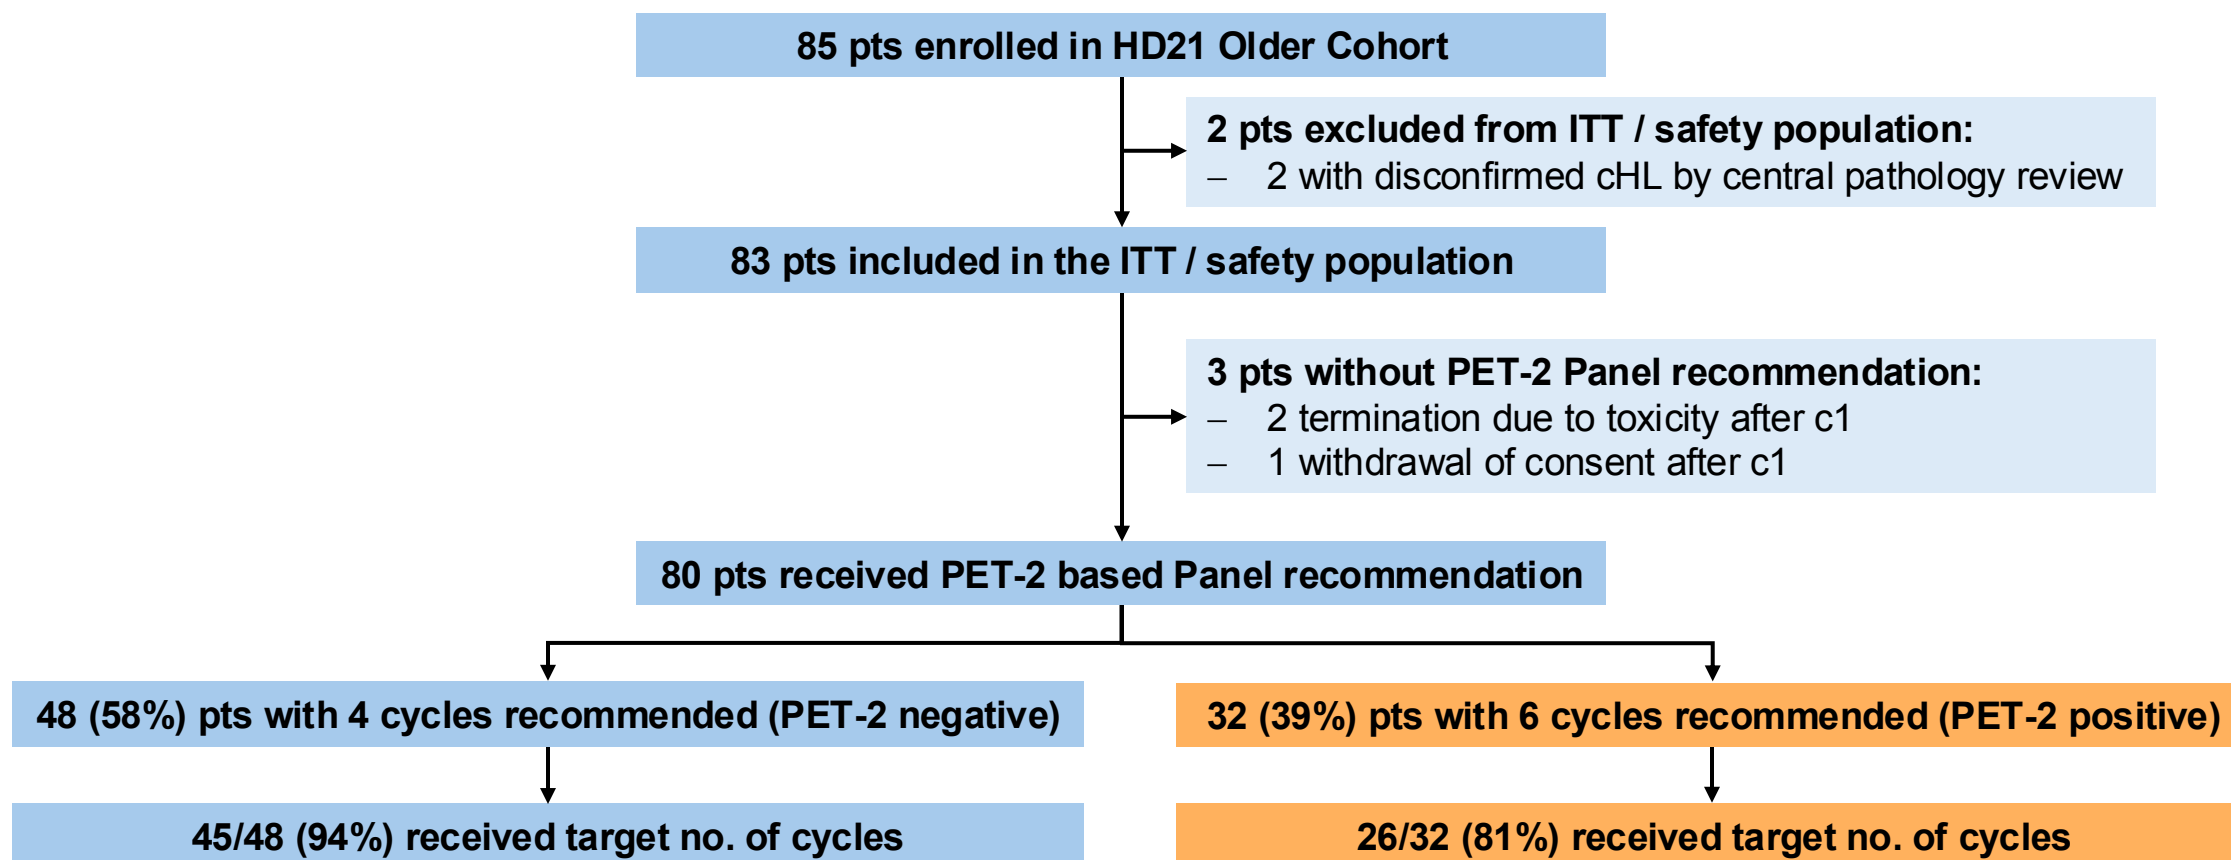 85 pts enrolled in HD21 Older Cohort
2 pts excluded from ITT / safety population:
– 2 with disconfirmed cHL by central pathology review
83 pts included in the ITT / safety population
3 pts without PET-2 Panel recommendation:
– 2 termination due to toxicity after c1
– 1 withdrawal of consent after c1
80 pts received PET-2 based Panel recommendation
48 (58%) pts with 4 cycles recommended (PET-2 negative)
32 (39%) pts with 6 cycles recommended (PET-2 positive)
45/48 (94%) received target no. of cycles
26/32 (81%) received target no. of cycles